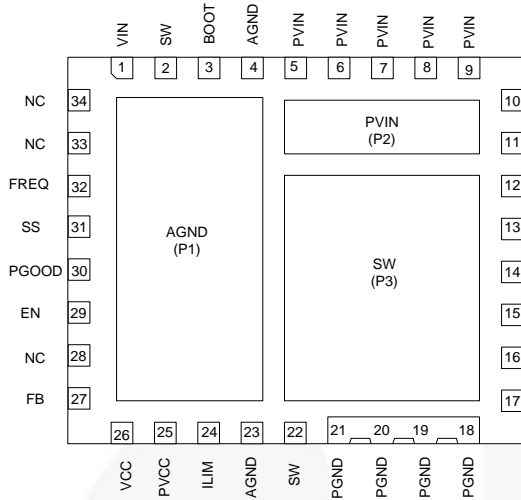 VIN
SW
BOOT
AGND
PVIN
PVIN
PVIN
PVIN
PVIN
1
2
3
4
5
6
7
8
9
NC
34
10
NC
33
11
FREQ
32
12
SS
31
13
PGOOD
30
14
EN
29
15
NC
28
16
FB
27
17
PVIN
(P2)
AGND
(P1)
SW
(P3)
26
25
24
23
22
21
20
19
18
VCC
PVCC
ILIM
AGND
SW
PGND
PGND
PGND
PGND